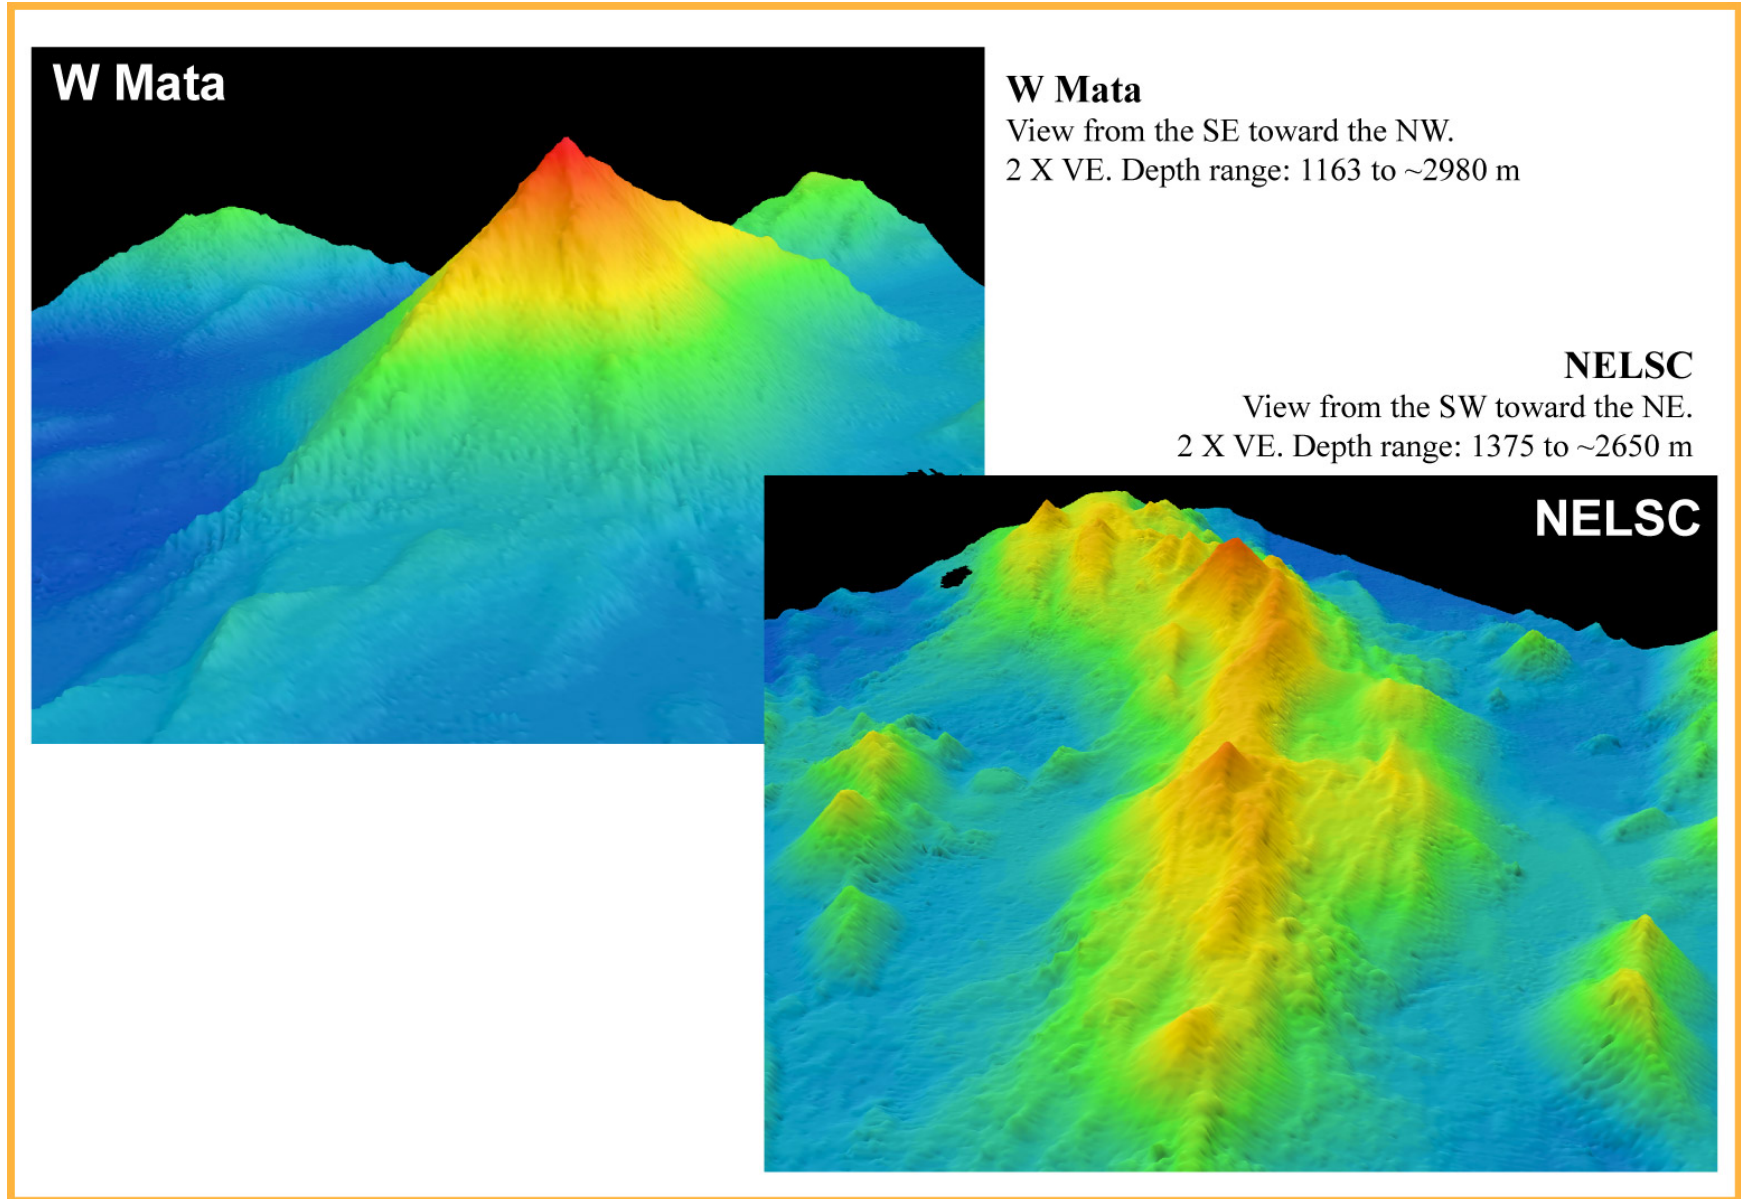 W Mata
W Mata
View from the SE toward the NW.
2 X VE. Depth range: 1163 to ~2980 m
NELSC
View from the SW toward the NE.
2 X VE. Depth range: 1375 to ~2650 m
NELSC